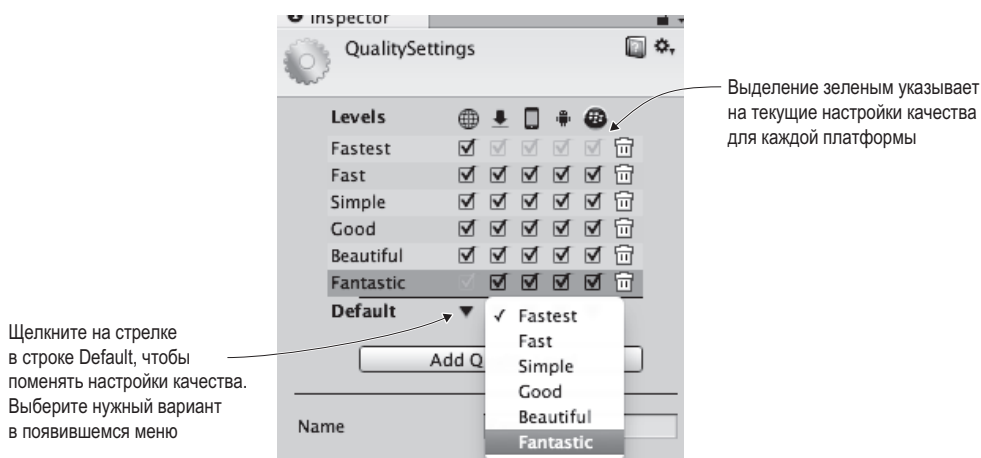 Inspector
QualitySettings
Выделение зеленым указывает
на текущие настройки качества
для каждой платформы
Levels
Fastest
Fast
Simple
Good
Beautiful
Fantastic
Default
✓ Fastest
Fast
Simple
Good
Beautiful
Fantastic
Add Q
Name
Щелкните на стрелке
в строке Default, чтобы
поменять настройки качества.
Выберите нужный вариант
в появившемся меню